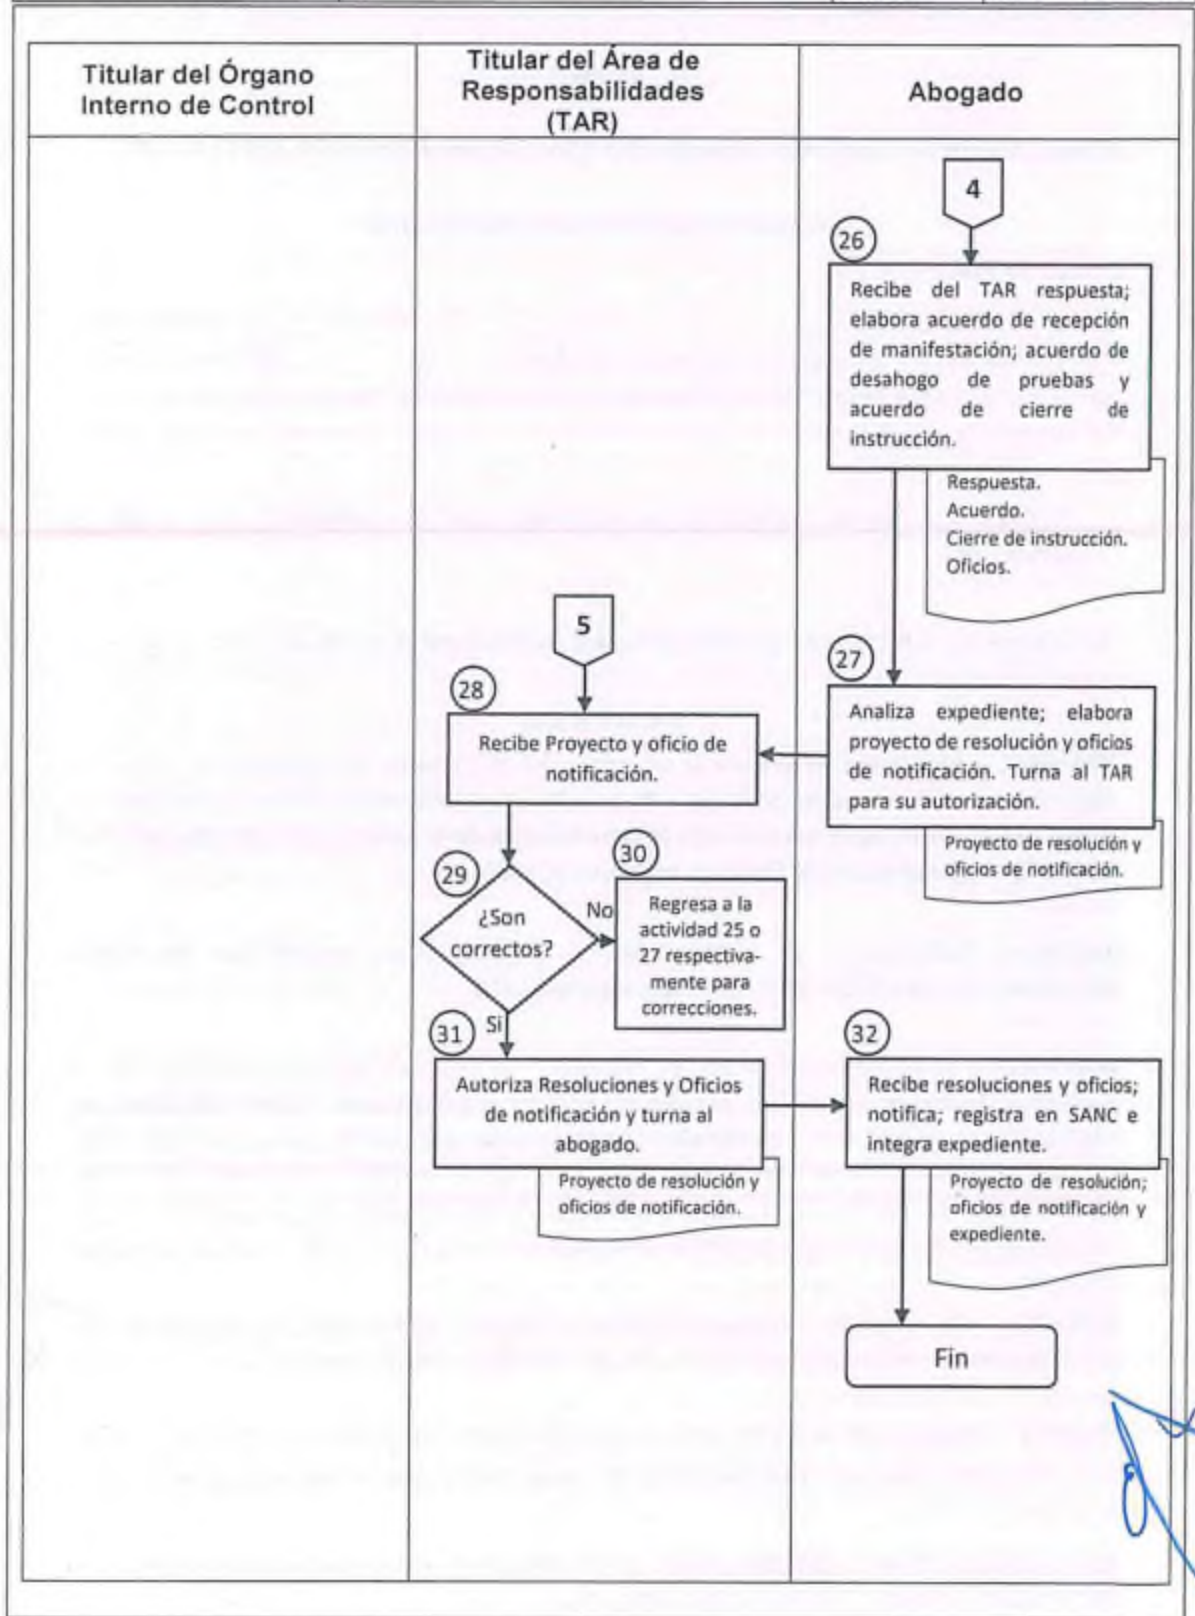 Titular del Órgano
Interno de Control
Titular del Área de
Responsabilidades
(TAR)
Abogado
4
26
Recibe del TAR respuesta;
elabora acuerdo de recepción
de manifestación; acuerdo de
desahogo de pruebas y
acuerdo de cierre de
instrucción.
Respuesta.
Acuerdo.
Cierre de instrucción.
Oficios.
27
Analiza expediente; elabora
proyecto de resolución y oficios
de notificación. Turna al TAR
para su autorización.
Proyecto de resolución y
oficios de notificación.
5
28
Recibe Proyecto y oficio de
notificación.
29
¿Son
correctos?
No
30
Regresa a la
actividad 25 o
27 respectiva-
mente para
correcciones.
Si
31
Autoriza Resoluciones y Oficios
de notificación y turna al
abogado.
Proyecto de resolución y
oficios de notificación.
32
Recibe resoluciones y oficios;
notifica; registra en SANC e
integra expediente.
Proyecto de resolución;
oficios de notificación y
expediente.
Fin